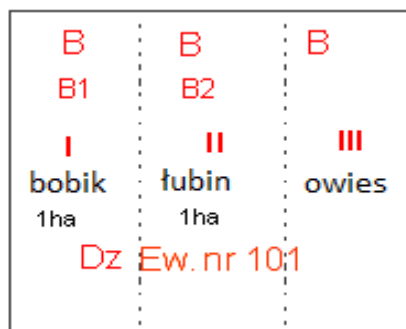 B B B
B1 B2
I II III
bobik łubin owies
1ha 1ha
Dz Ew. nr 101